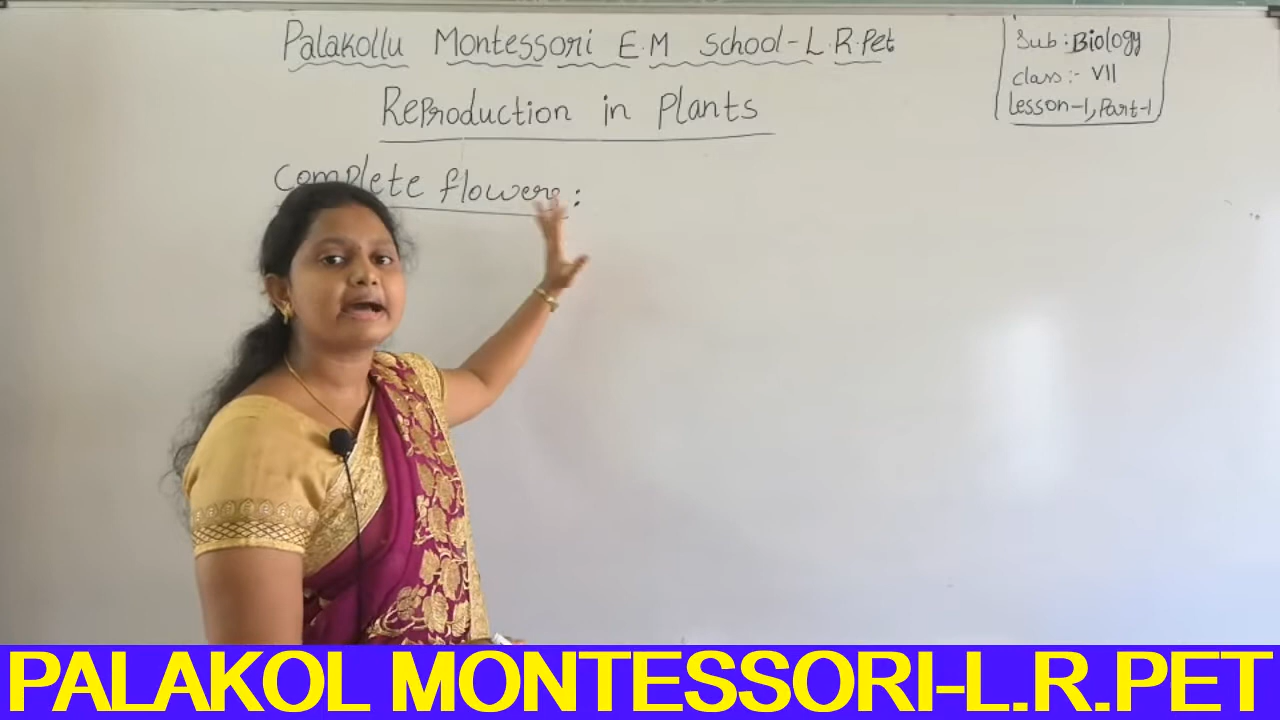 Palakollu Montessori E.M School-L.R.Pet
Reproduction in Plants
Complete flowers:
Sub: Biology
class:- VII
Lesson-1, Part-1
PALAKOL MONTESSORI-L.R.PET